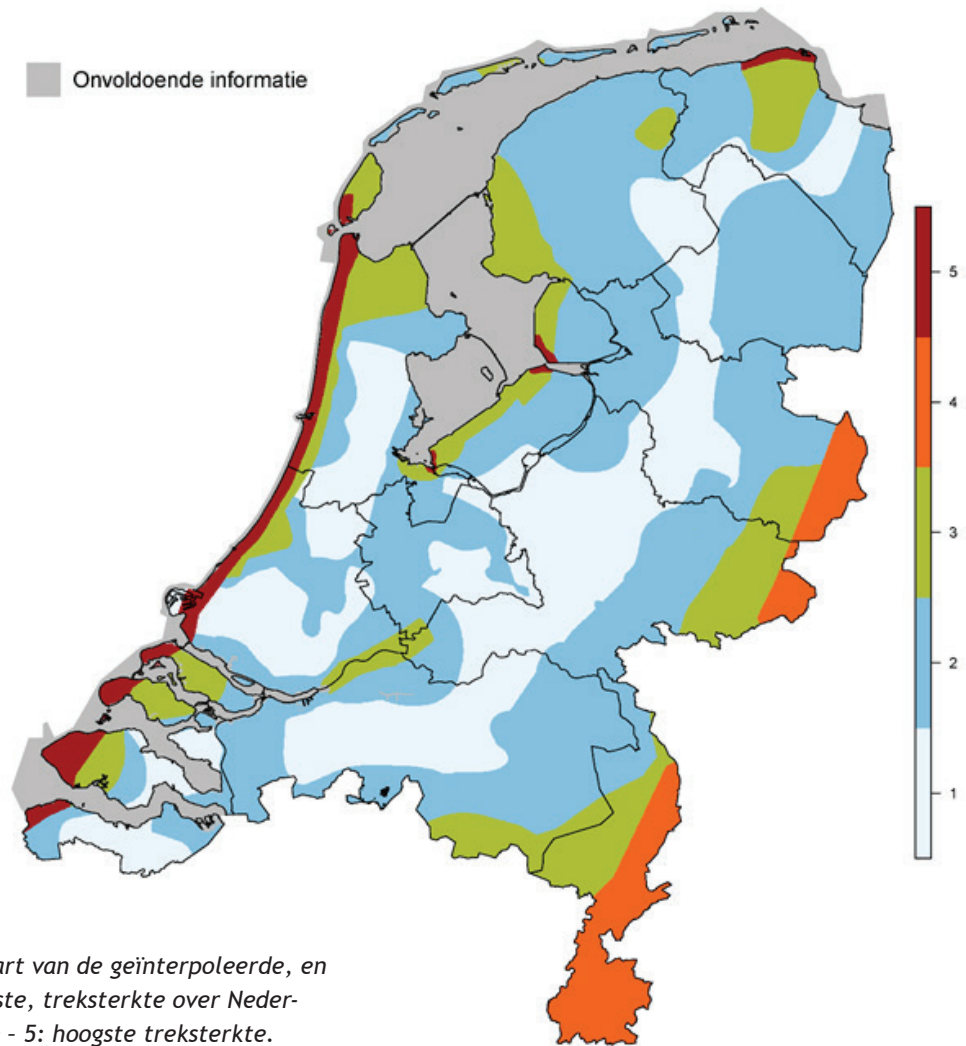 Onvoldoende informatie
5
4
3
2
1
art van de geïnterpoleerde, en
ste, treksterkte over Neder-
– 5: hoogste treksterkte.